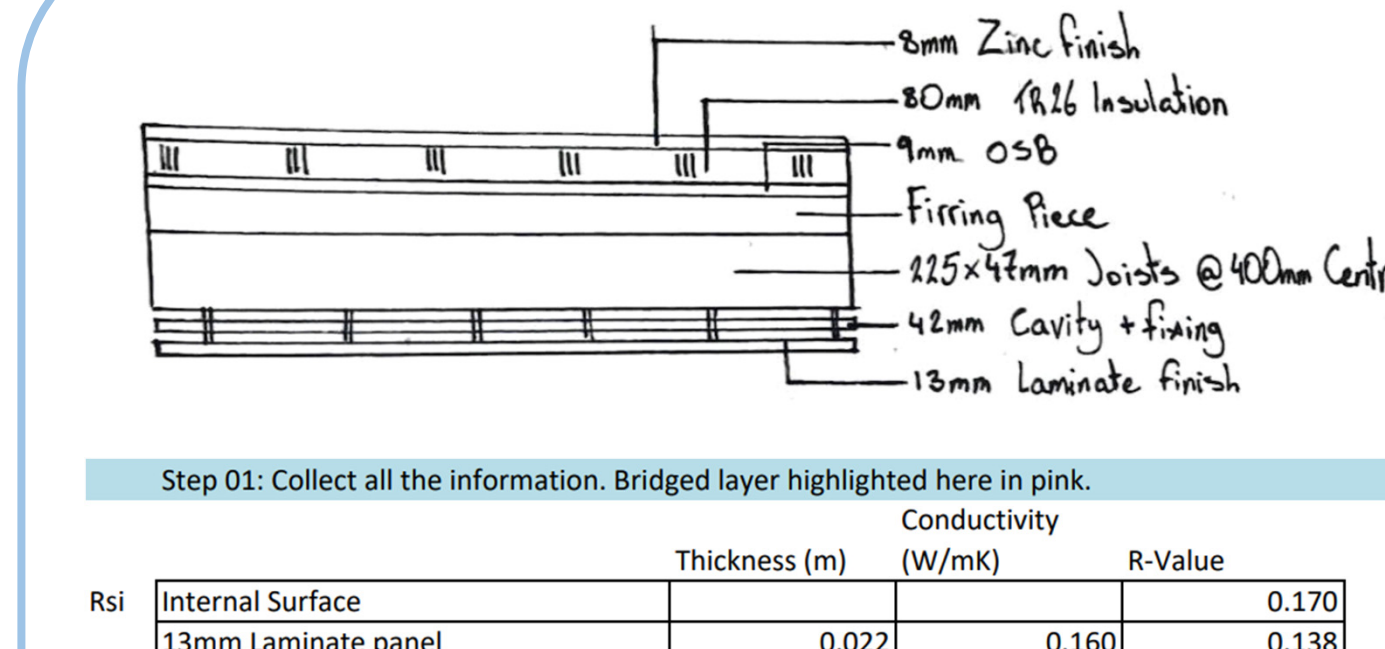 8mm Zinc finish
80mm TR26 Insulation
9mm OSB
Firring Piece
225x47mm Joists @ 400mm Centr
42mm Cavity + fixing
13mm Laminate finish
Step 01: Collect all the information. Bridged layer highlighted here in pink.
Thickness (m) Conductivity (W/mK) R-Value
Rsi Internal Surface 0.170
13mm Laminate panel 0.022 0.160 0.138